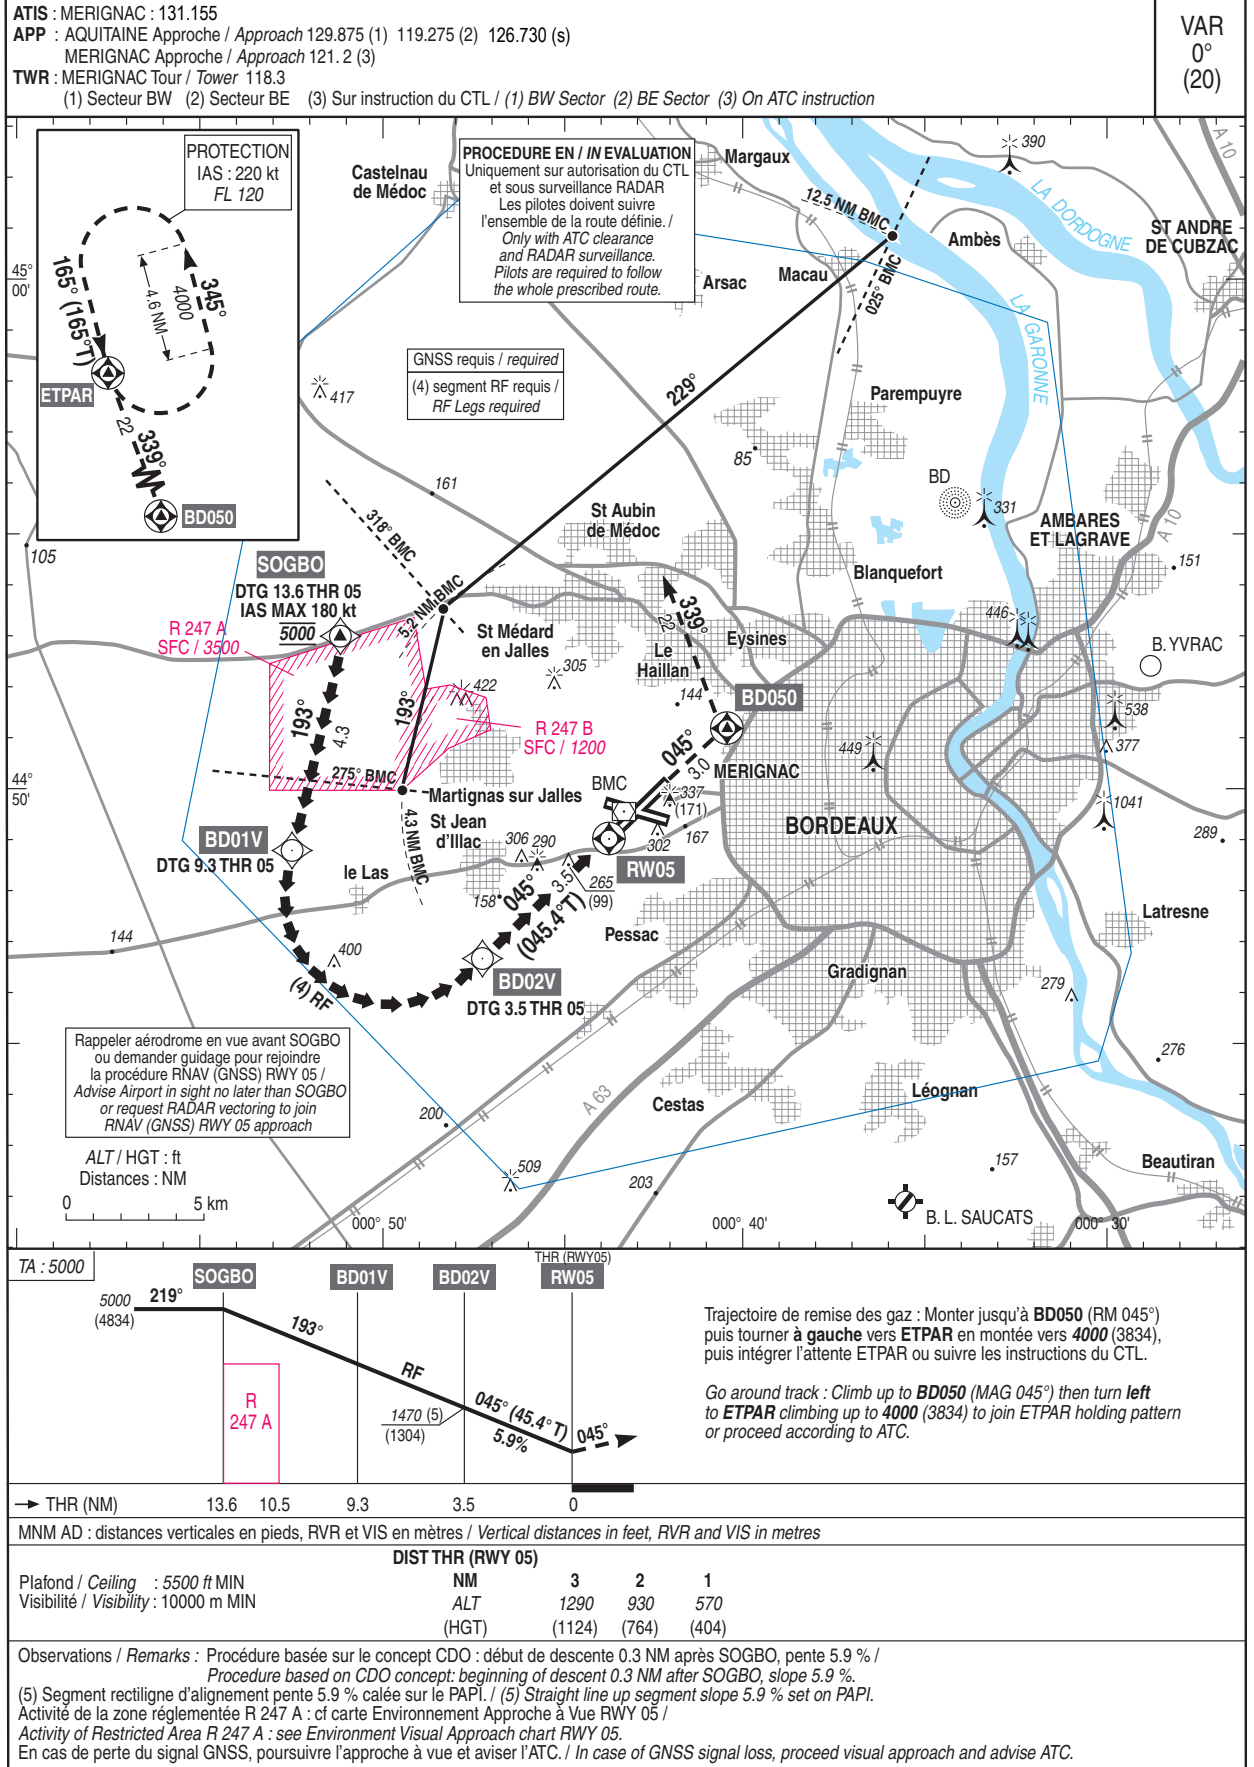 ATIS : MERIGNAC : 131.155
APP : AQUITAINE Approche / Approach 129.875 (1) 119.275 (2) 126.730 (s)
MERIGNAC Approche / Approach 121. 2 (3)
TWR : MERIGNAC Tour / Tower 118.3
(1) Secteur BW (2) Secteur BE (3) Sur instruction du CTL / (1) BW Sector (2) BE Sector (3) On ATC instruction
VAR
0°
(20)
PROTECTION
IAS : 220 kt
FL 120
165° (165°T)
4.6 NM
4000
345°
ETPAR
22
339°
BD050
Castelnau
de Médoc
PROCEDURE EN / IN EVALUATION
Uniquement sur autorisation du CTL
et sous surveillance RADAR
Les pilotes doivent suivre
l'ensemble de la route définie. /
Only with ATC clearance
and RADAR surveillance.
Pilots are required to follow
the whole prescribed route.
Margaux
12.5 NM BMC
390
A 10
LA DORDOGNE
ST ANDRE
DE CUBZAC
Ambès
Macau
Arsac
025° BMC
LA GARONNE
45°
00'
GNSS requis / required
(4) segment RF requis /
RF Legs required
417
229°
Parempuyre
85
161
BD
331
318° BMC
St Aubin
de Médoc
AMBARES
ET LAGRAVE
A 10
151
105
SOGBO
DTG 13.6 THR 05
IAS MAX 180 kt
5000
Blanquefort
5.2 NM BMC
339°
22
446
R 247 A
SFC / 3500
St Médard
en Jalles
Eysines
Le
Haillan
B. YVRAC
305
422
144
BD050
193°
193°
4.3
R 247 B
SFC / 1200
538
377
449
045°
3.0
MERIGNAC
44°
50'
275° BMC
BMC
337
(171)
1041
Martignas sur Jalles
4.3 NM BMC
St Jean
d'Illac
BORDEAUX
289
BD01V
DTG 9.3 THR 05
306
290
302
167
RW05
le Las
158
045°
3.5
(045.4°T)
265
(99)
Latresne
144
400
Pessac
BD02V
DTG 3.5 THR 05
Gradignan
(4) RF
279
Rappeler aérodrome en vue avant SOGBO
ou demander guidage pour rejoindre
la procédure RNAV (GNSS) RWY 05 /
Advise Airport in sight no later than SOGBO
or request RADAR vectoring to join
RNAV (GNSS) RWY 05 approach
276
A 63
Cestas
Léognan
200
ALT / HGT : ft
Distances : NM
509
203
157
Beautiran
0
5 km
B. L. SAUCATS
000° 50'
000° 40'
000° 30'
TA : 5000
THR (RWY05)
SOGBO
BD01V
BD02V
RW05
5000
(4834)
219°
193°
RF
1470 (5)
(1304)
045° (45.4°T)
5.9%
045°
R
247 A
THR (NM)
13.6 10.5 9.3 3.5 0
Trajectoire de remise des gaz : Monter jusqu'à BD050 (RM 045°)
puis tourner à gauche vers ETPAR en montée vers 4000 (3834),
puis intégrer l'attente ETPAR ou suivre les instructions du CTL.
Go around track : Climb up to BD050 (MAG 045°) then turn left
to ETPAR climbing up to 4000 (3834) to join ETPAR holding pattern
or proceed according to ATC.
MNM AD : distances verticales en pieds, RVR et VIS en mètres / Vertical distances in feet, RVR and VIS in metres
DIST THR (RWY 05)
Plafond / Ceiling : 5500 ft MIN
Visibilité / Visibility : 10000 m MIN
NM 3 2 1
ALT 1290 930 570
(HGT) (1124) (764) (404)
Observations / Remarks : Procédure basée sur le concept CDO : début de descente 0.3 NM après SOGBO, pente 5.9 % /
Procedure based on CDO concept: beginning of descent 0.3 NM after SOGBO, slope 5.9 %.
(5) Segment rectiligne d'alignement pente 5.9 % calée sur le PAPI. / (5) Straight line up segment slope 5.9 % set on PAPI.
Activité de la zone réglementée R 247 A : cf carte Environnement Approche à Vue RWY 05 /
Activity of Restricted Area R 247 A : see Environment Visual Approach chart RWY 05.
En cas de perte du signal GNSS, poursuivre l'approche à vue et aviser l'ATC. / In case of GNSS signal loss, proceed visual approach and advise ATC.